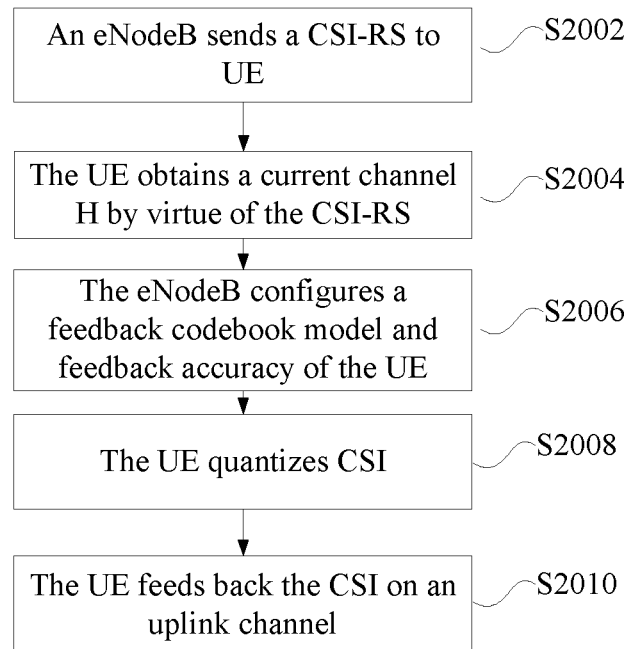 An eNodeB sends a CSI-RS to
UE
S2002
The UE obtains a current channel
H by virtue of the CSI-RS
S2004
The eNodeB configures a
feedback codebook model and
feedback accuracy of the UE
S2006
The UE quantizes CSI
S2008
The UE feeds back the CSI on an
uplink channel
S2010